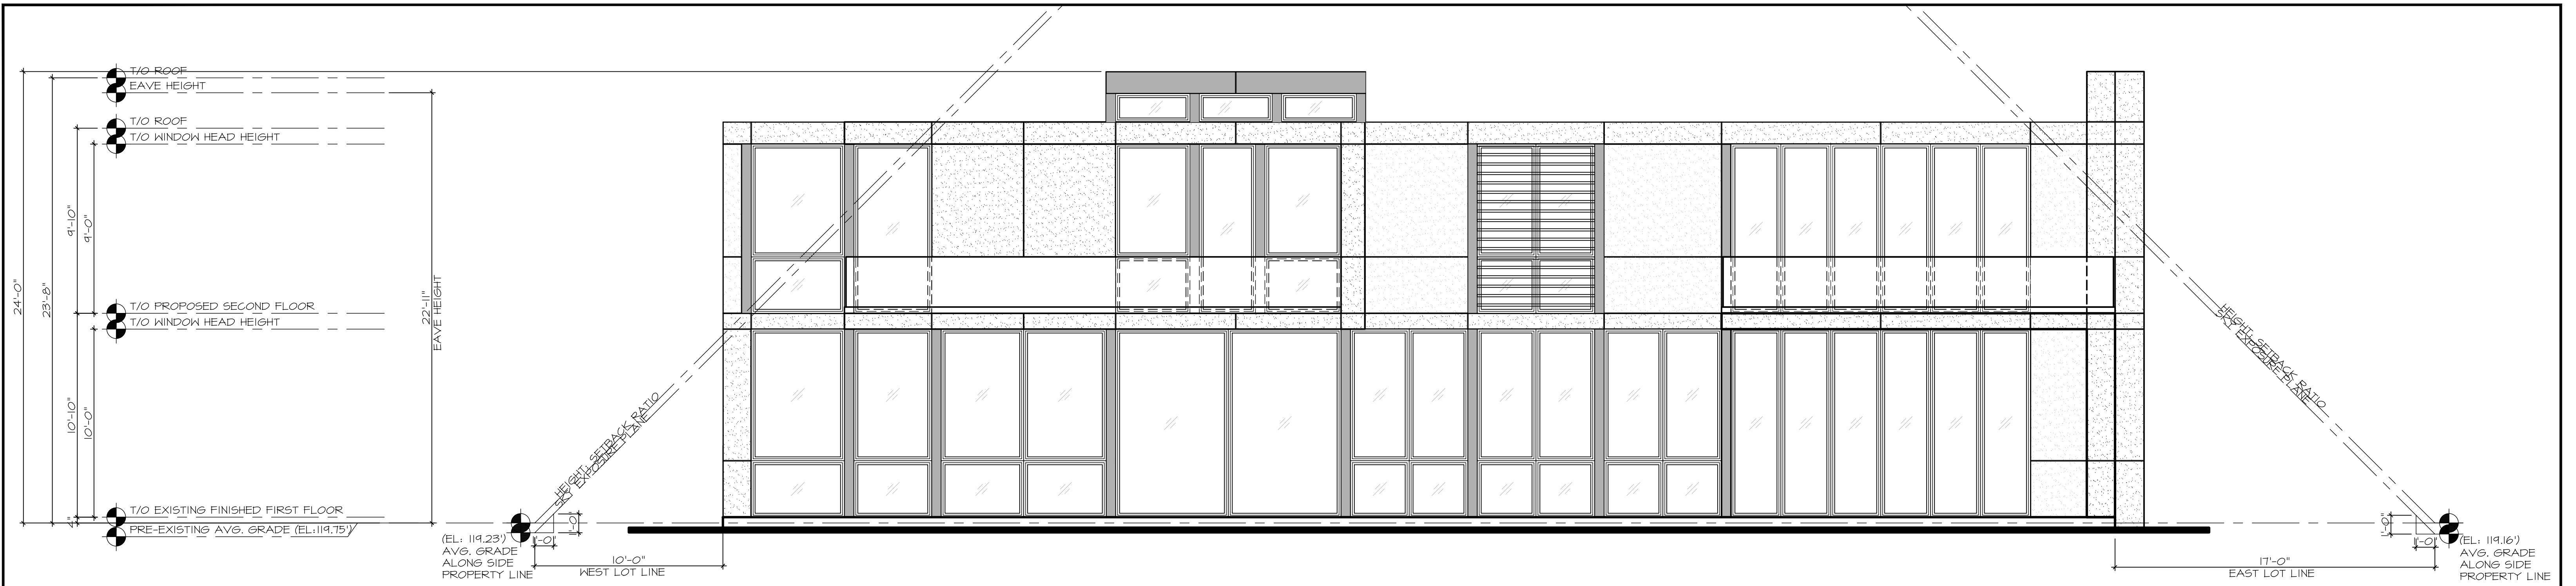 T/O ROOF
EAVE HEIGHT
T/O ROOF
T/O WINDOW HEAD HEIGHT
24'-0"
23'-8"
9'-10"
9'-0"
T/O PROPOSED SECOND FLOOR
T/O WINDOW HEAD HEIGHT
22'-11"
EAVE HEIGHT
10'-10"
10'-0"
T/O EXISTING FINISHED FIRST FLOOR
4"
PRE-EXISTING AVG. GRADE (EL:119.75')
HEIGHT, SETBACK RATIO
SKY EXPOSURE PLANE
1'-0"
1'-0"
(EL: 119.23')
AVG. GRADE
ALONG SIDE
PROPERTY LINE
10'-0"
WEST LOT LINE
HEIGHT, SETBACK RATIO
SKY EXPOSURE PLANE
1'-0"
1'-0"
(EL: 119.16')
AVG. GRADE
ALONG SIDE
PROPERTY LINE
17'-0"
EAST LOT LINE